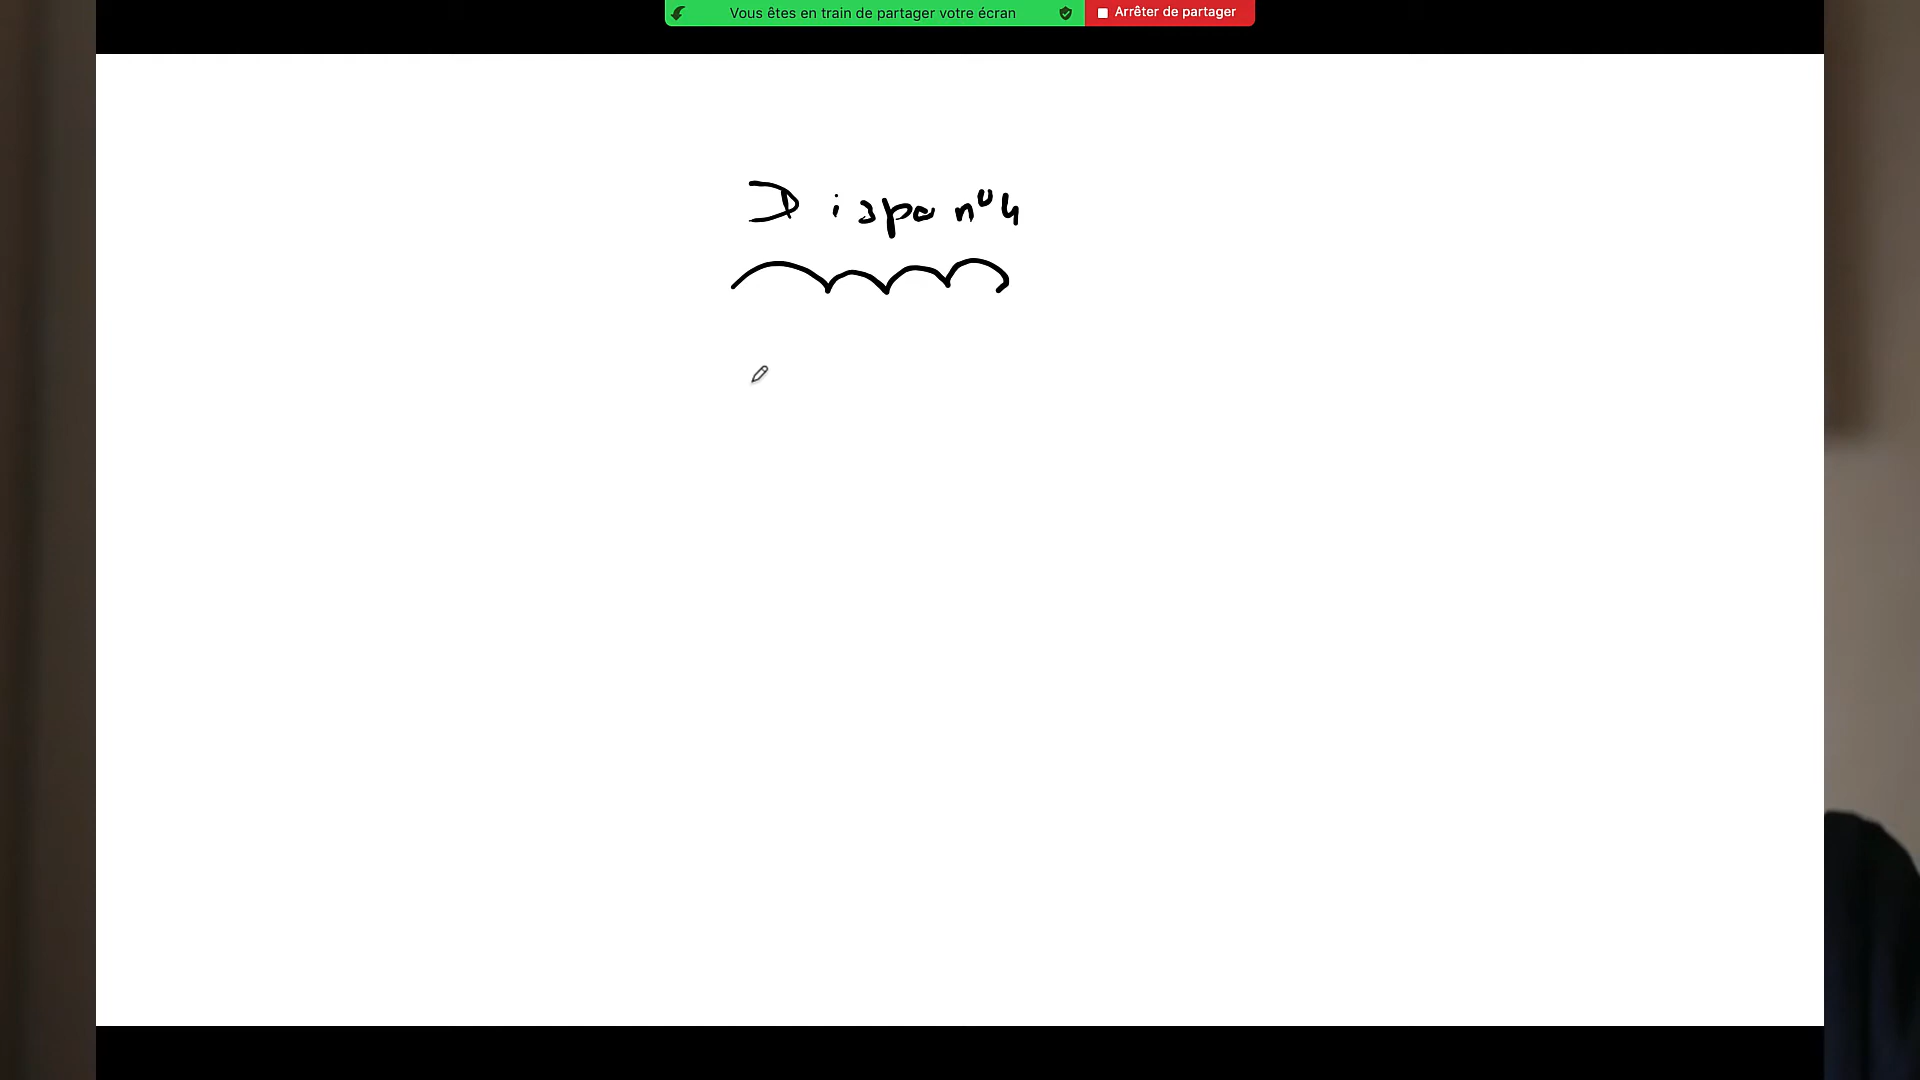 Vous êtes en train de partager votre écran Arrêter de partager
Dispo n°4